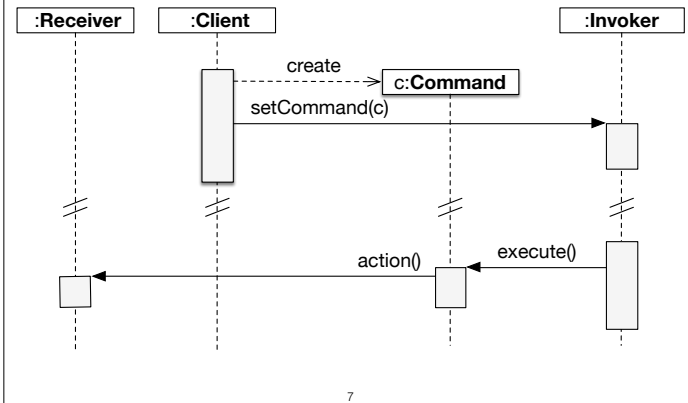 :Receiver
:Client
:Invoker
create
c:Command
setCommand(c)
execute()
action()
7